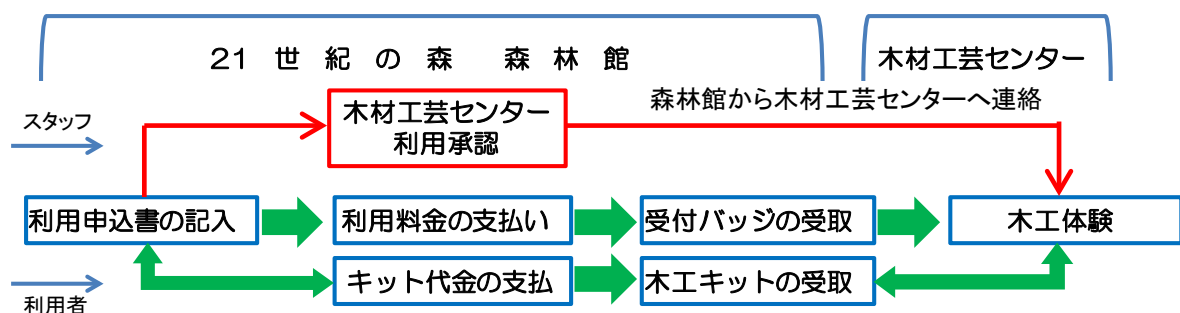 21世紀の森 森林館
木材工芸センター
スタッフ
木材工芸センター
利用承認
森林館から木材工芸センターへ連絡
利用申込書の記入
利用料金の支払い
受付バッジの受取
木工体験
キット代金の支払
木工キットの受取
利用者